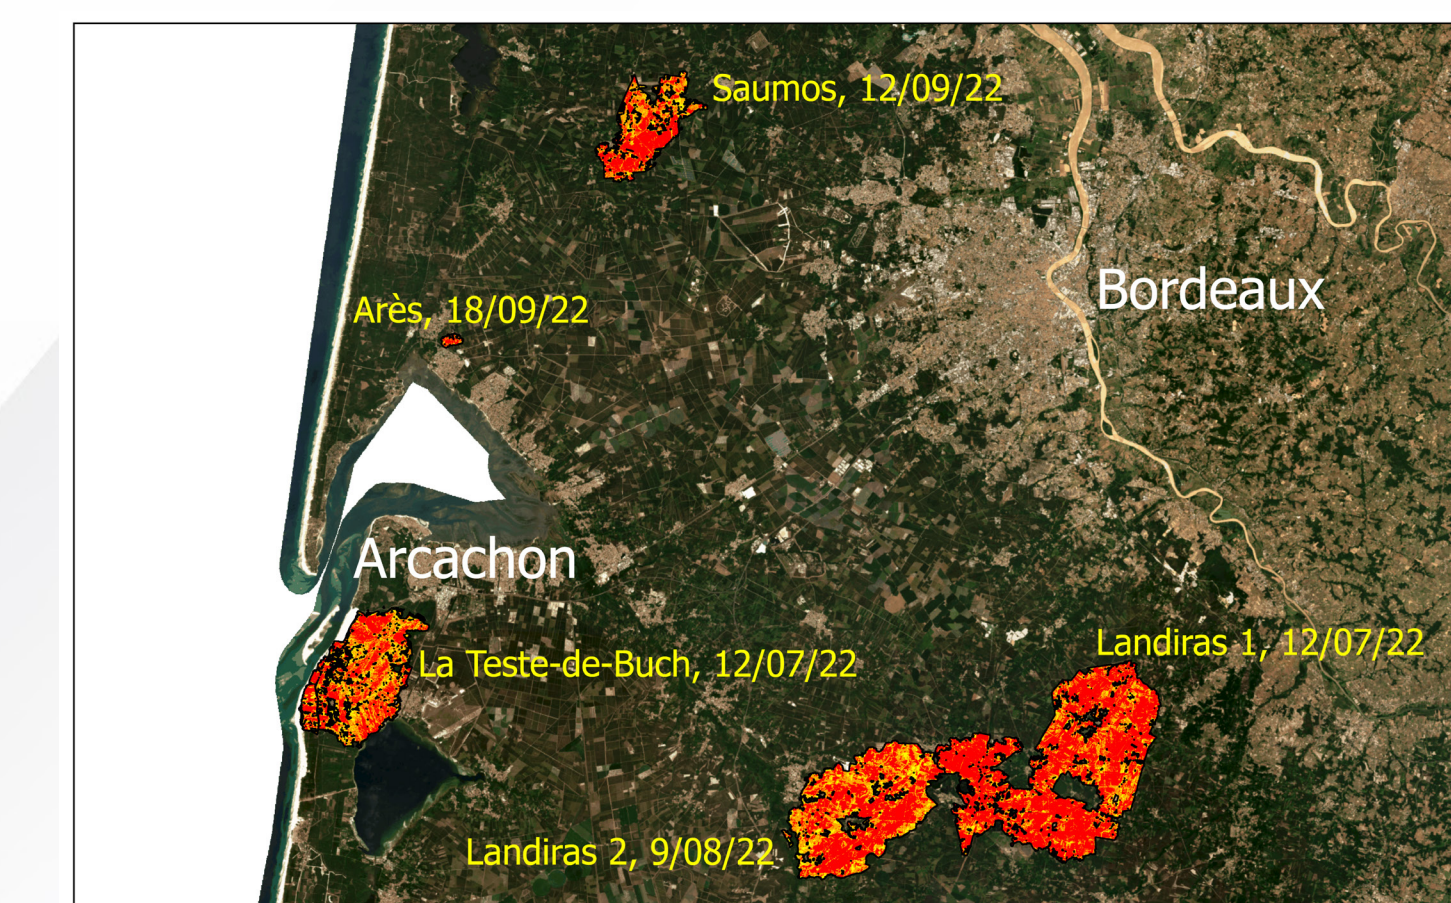 Saumos, 12/09/22
Bordeaux
Arès, 18/09/22
Arcachon
La Teste-de-Buch, 12/07/22
Landiras 1, 12/07/22
Landiras 2, 9/08/22